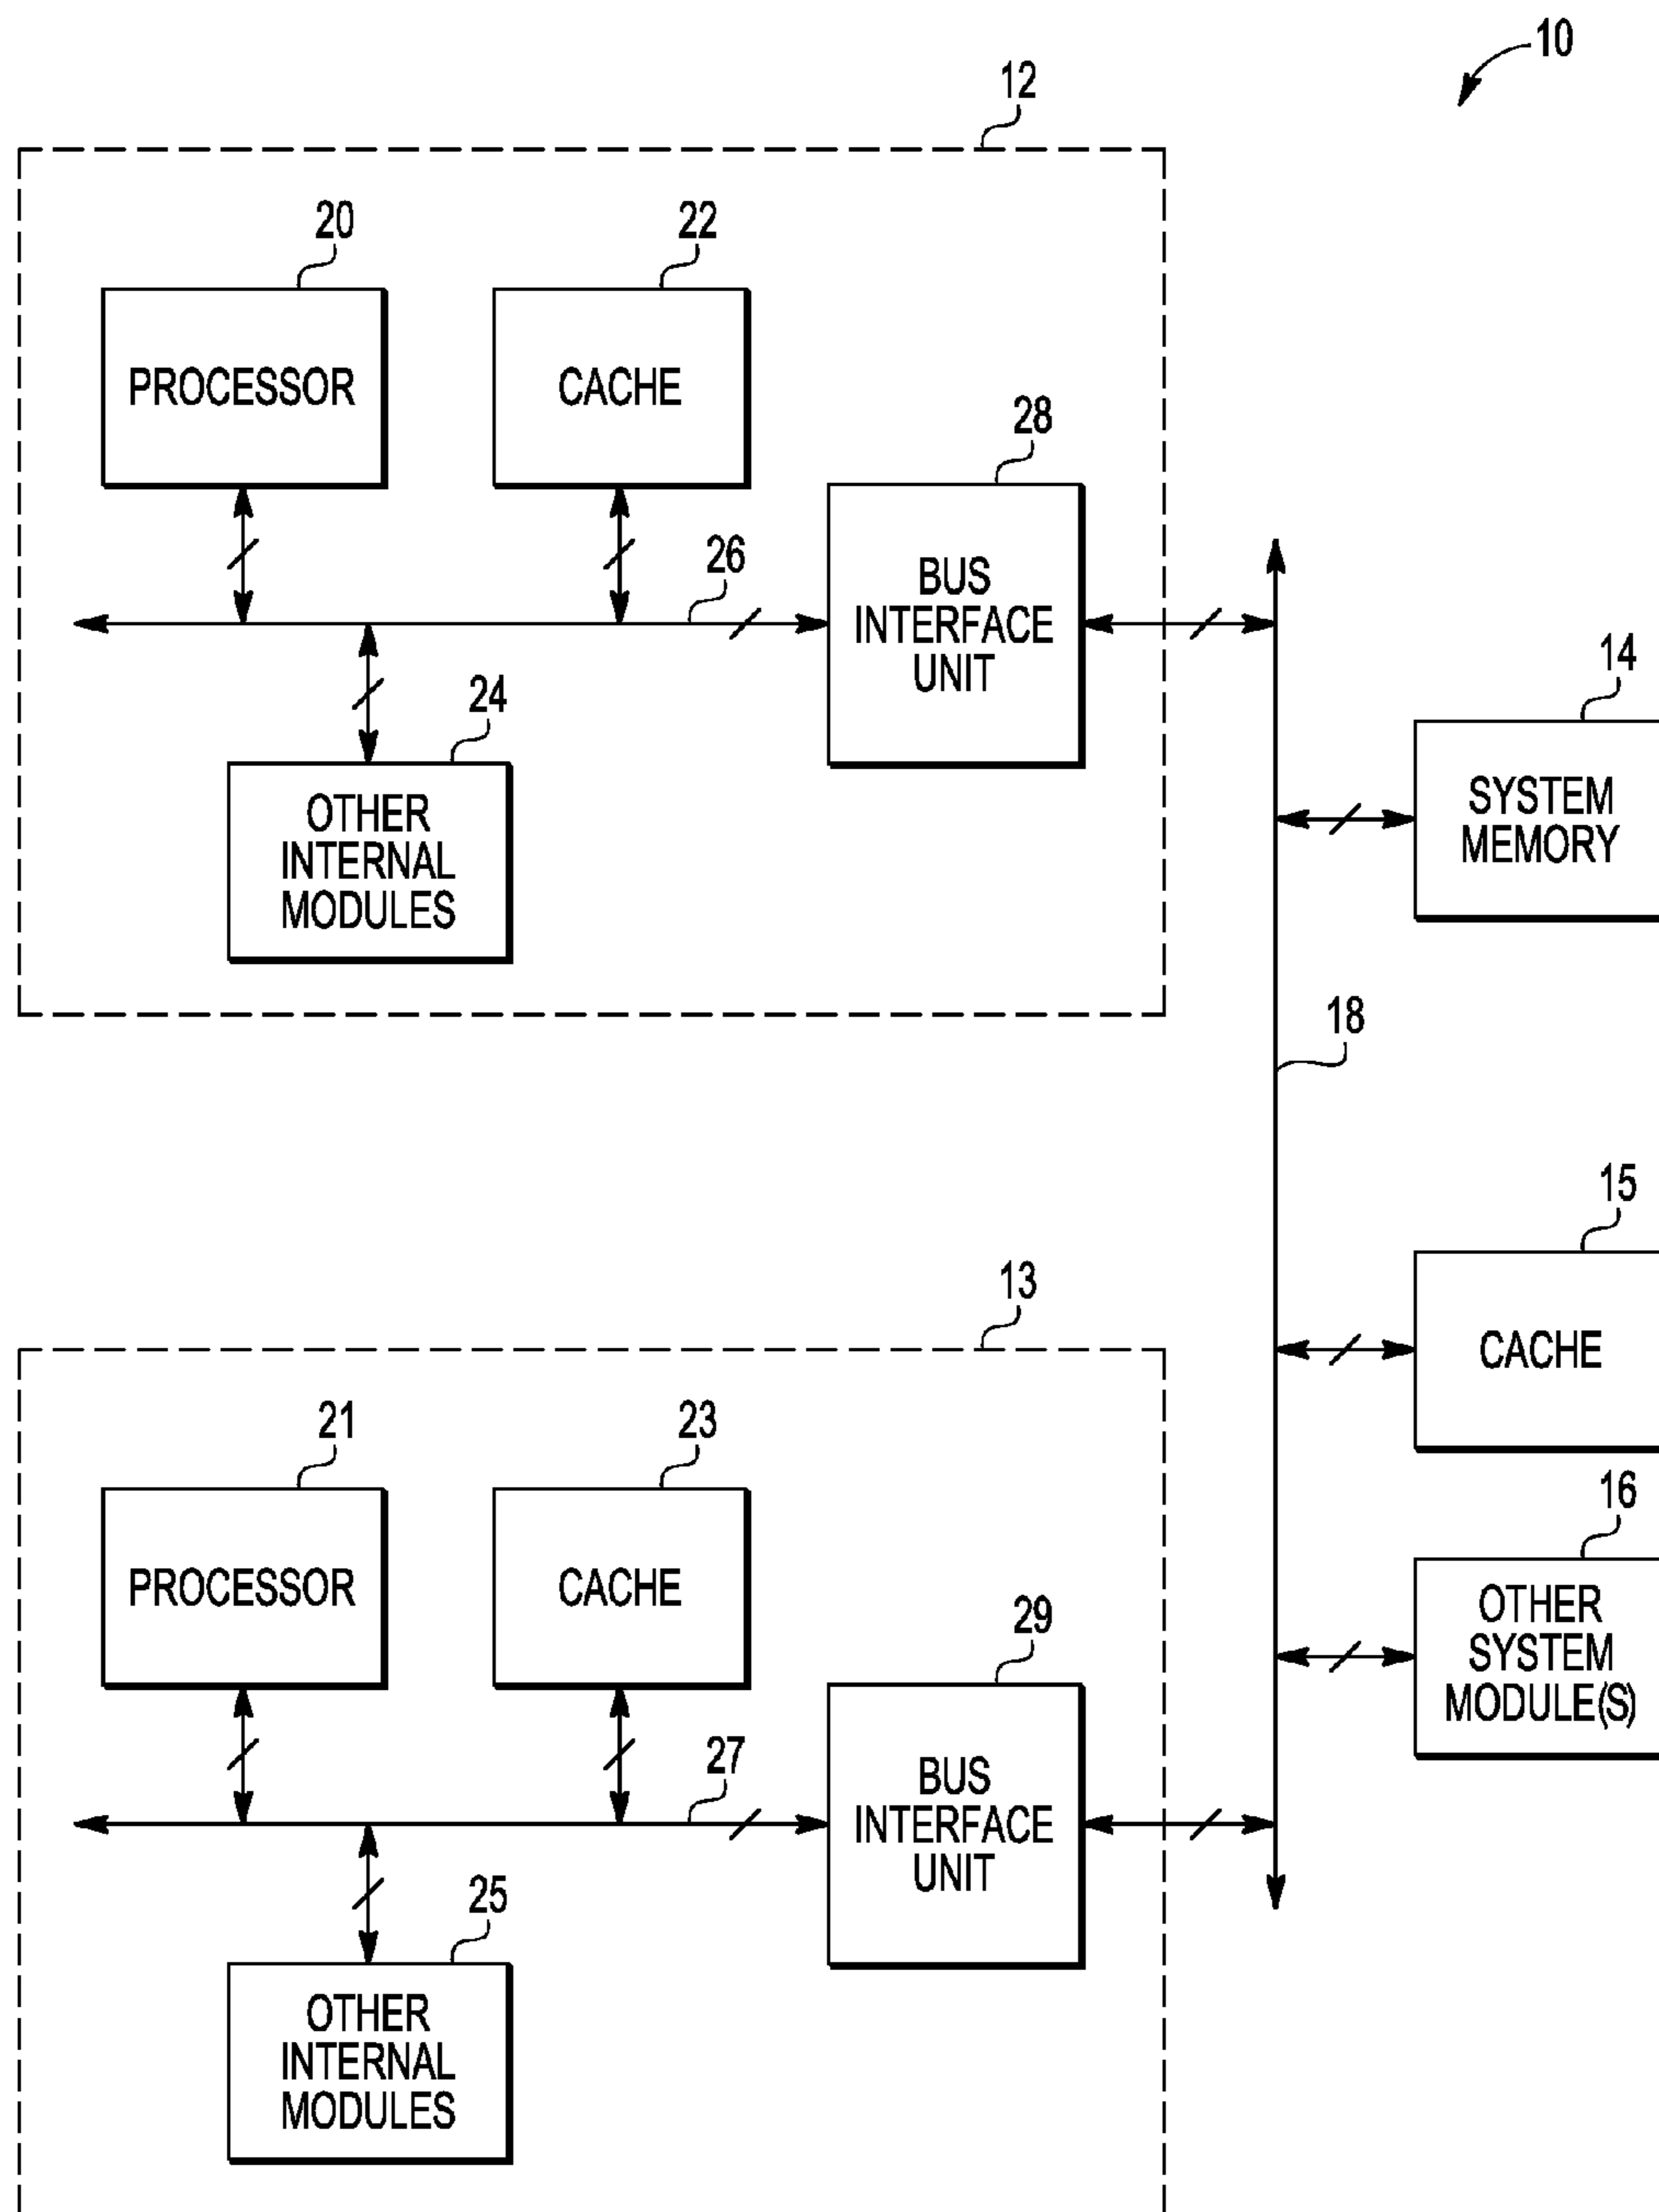 10
12
20
22
PROCESSOR
CACHE
28
26
BUS
INTERFACE
UNIT
14
24
SYSTEM
MEMORY
OTHER
INTERNAL
MODULES
18
15
13
CACHE
21
23
16
PROCESSOR
CACHE
29
OTHER
SYSTEM
MODULE(S)
27
BUS
INTERFACE
UNIT
25
OTHER
INTERNAL
MODULES